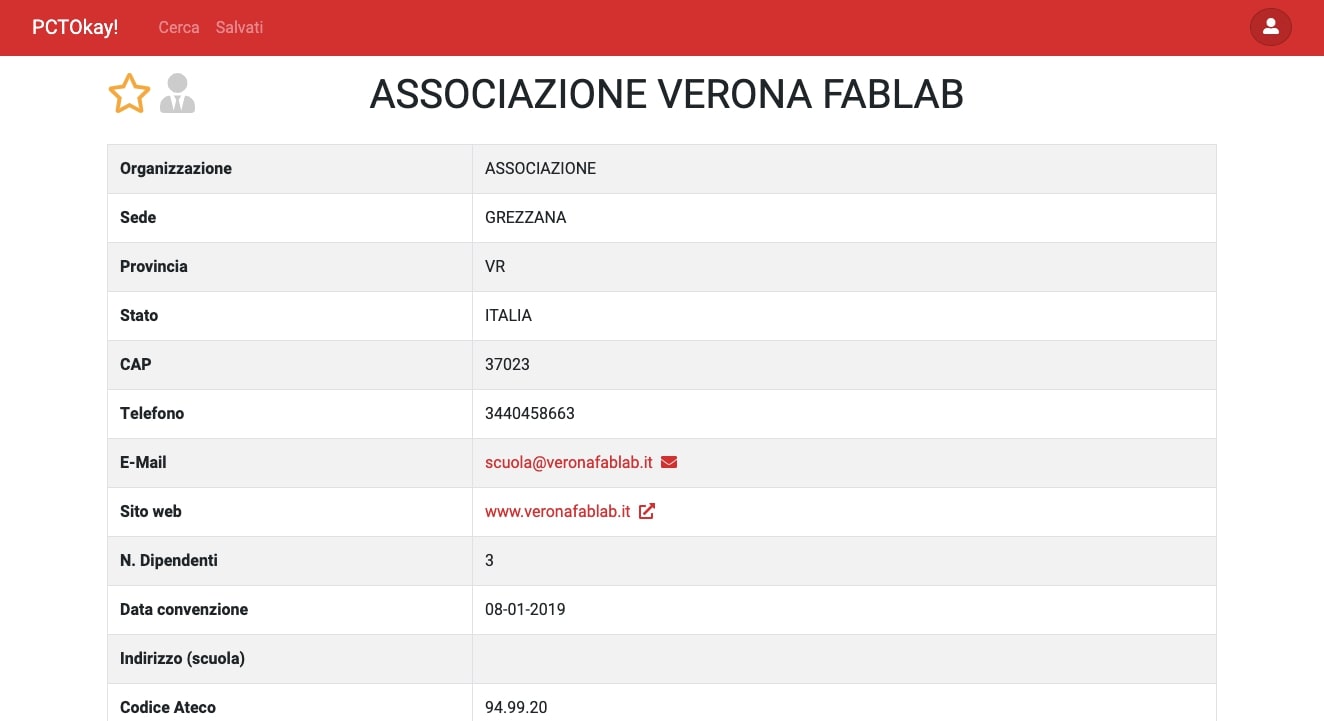 PCTOkay! Cerca Salvati
ASSOCIAZIONE VERONA FABLAB
Organizzazione ASSOCIAZIONE
Sede GREZZANA
Provincia VR
Stato ITALIA
CAP 37023
Telefono 3440458663
E-Mail scuola@veronafablab.it
Sito web www.veronafablab.it
N. Dipendenti 3
Data convenzione 08-01-2019
Indirizzo (scuola)
Codice Ateco 94.99.20